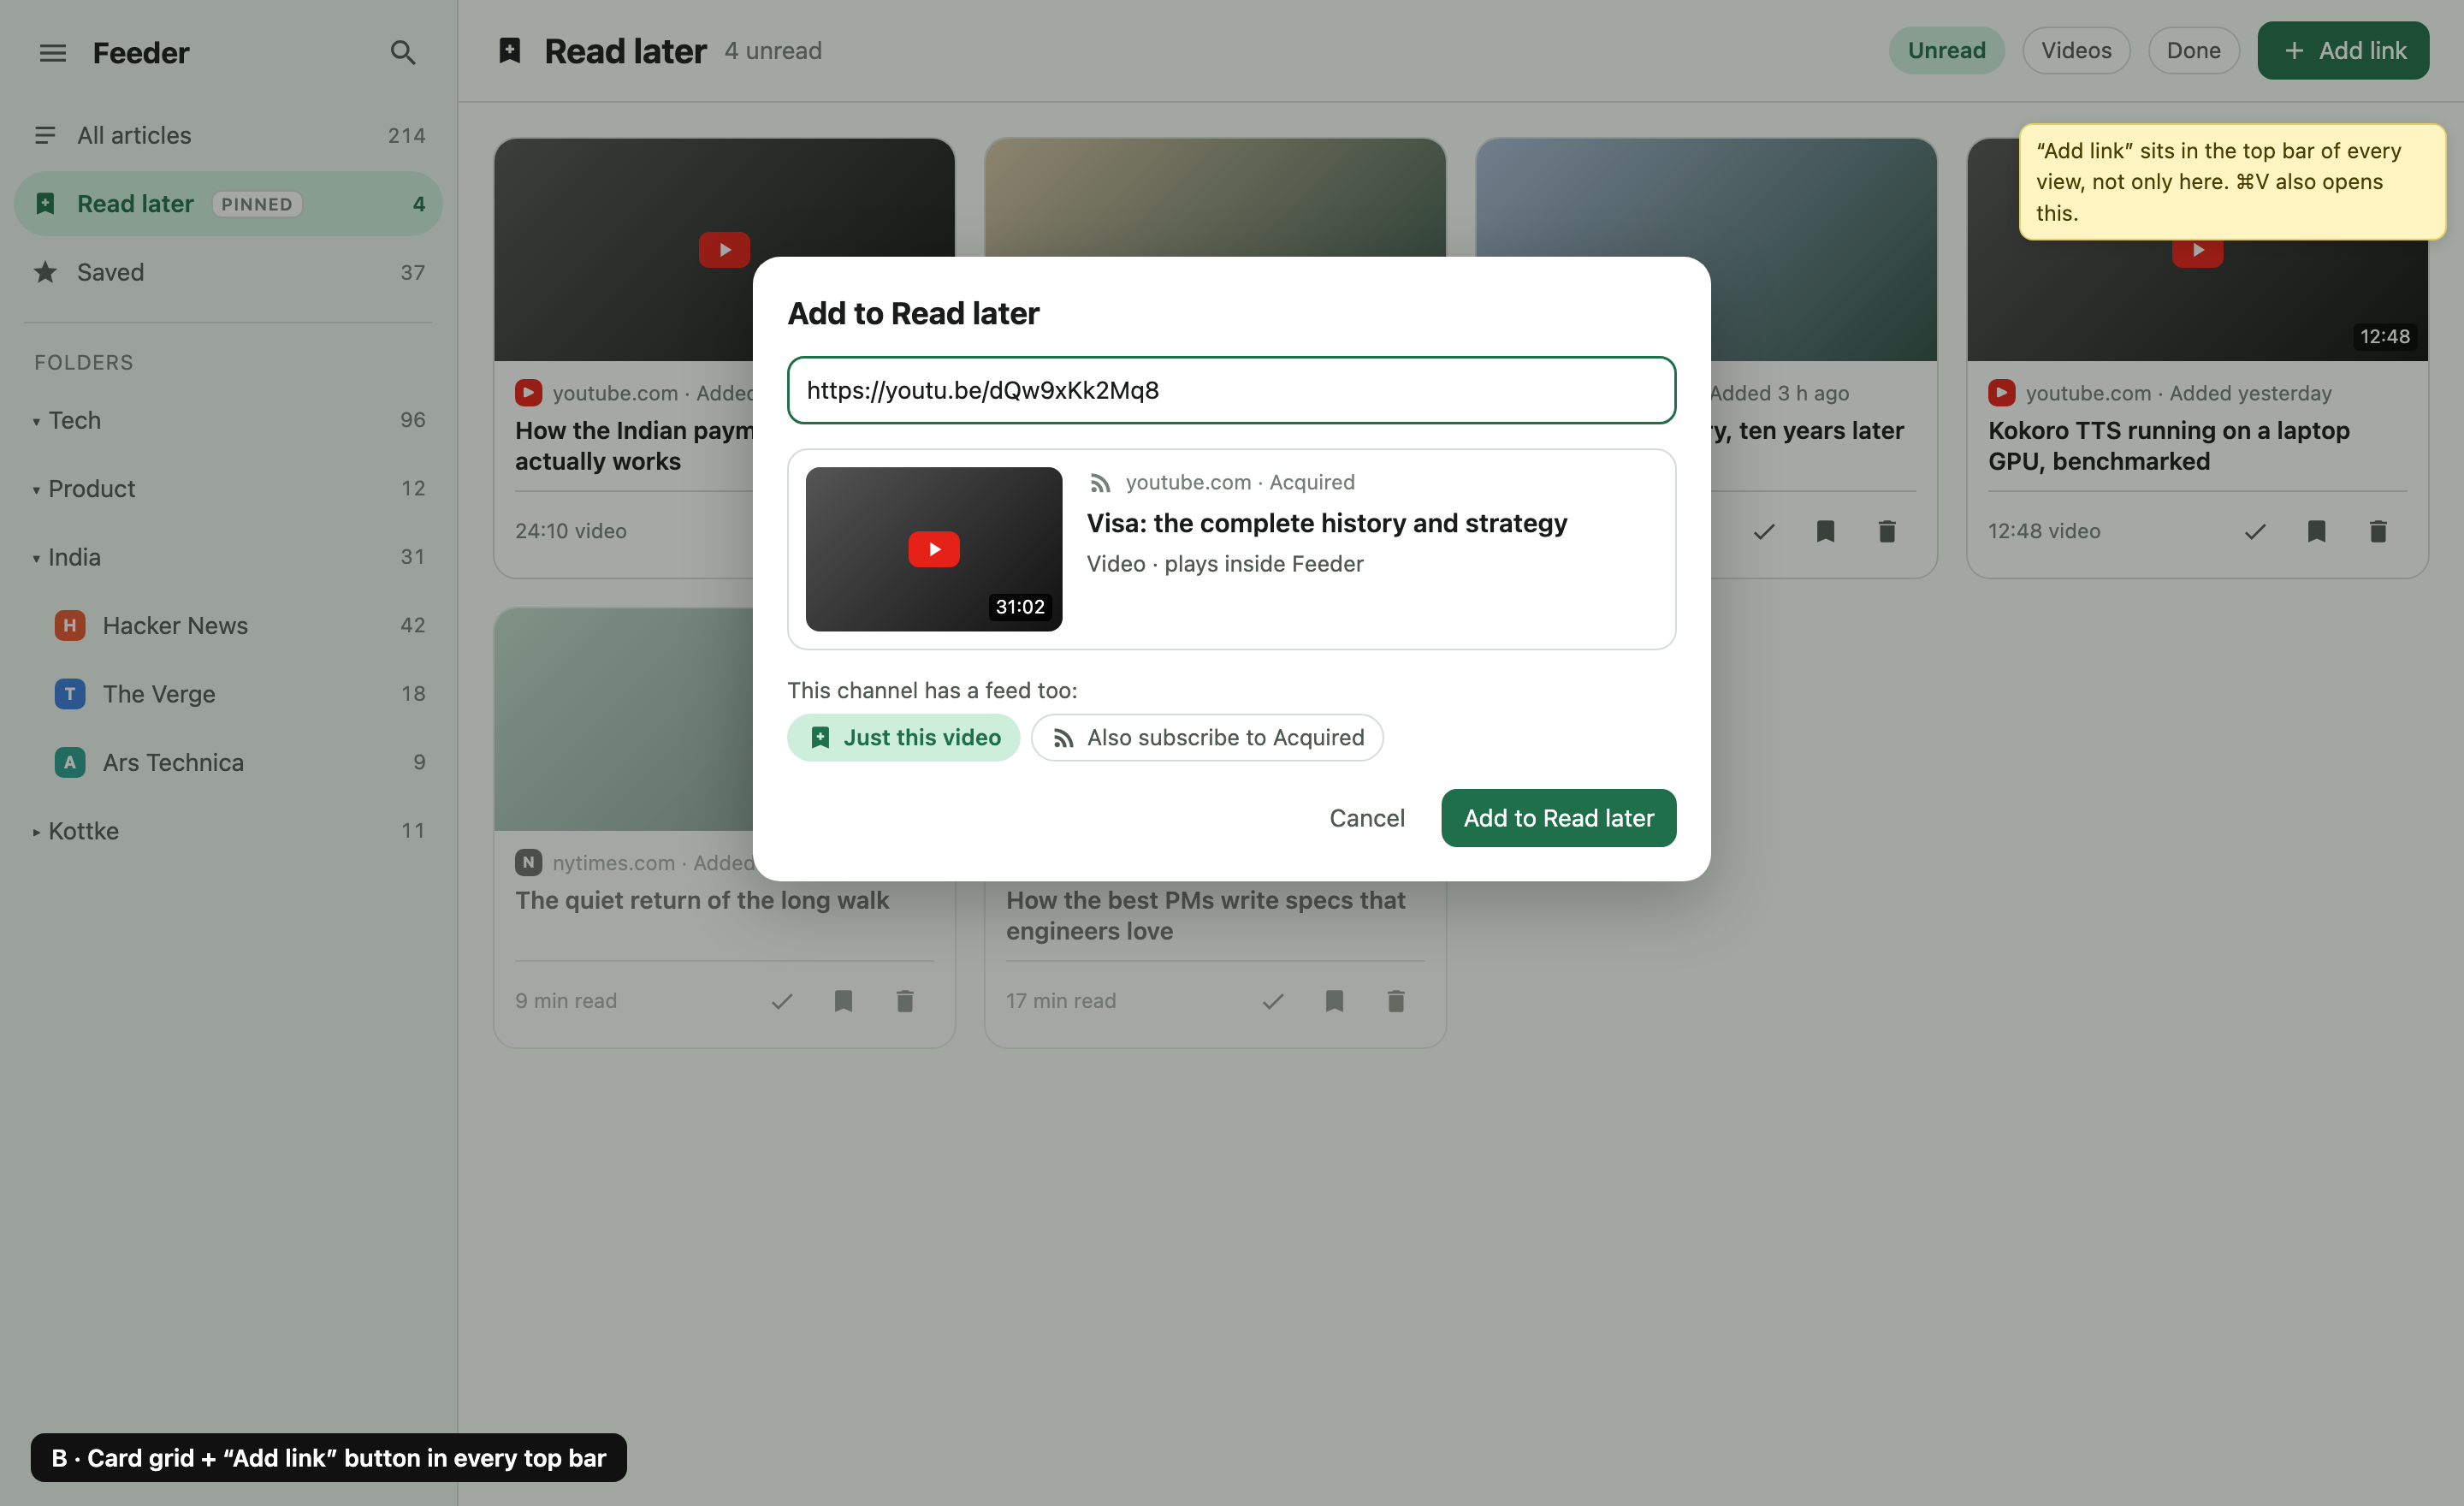 Feeder
All articles 214
Read later PINNED 4
Saved 37
FOLDERS
▾ Tech 96
▾ Product 12
▾ India 31
H Hacker News 42
T The Verge 18
A Ars Technica 9
▸ Kottke 11
Read later 4 unread
Unread Videos Done + Add link
“Add link” sits in the top bar of every
view, not only here. ⌘V also opens
this.
12:48
youtube.com · Added
How the Indian paym
actually works
24:10 video
Added 3 h ago
ry, ten years later
youtube.com · Added yesterday
Kokoro TTS running on a laptop
GPU, benchmarked
12:48 video
Add to Read later
https://youtu.be/dQw9xKk2Mq8
31:02
youtube.com · Acquired
Visa: the complete history and strategy
Video · plays inside Feeder
This channel has a feed too:
Just this video
Also subscribe to Acquired
Cancel
Add to Read later
N nytimes.com · Added
The quiet return of the long walk
9 min read
How the best PMs write specs that
engineers love
17 min read
B · Card grid + “Add link” button in every top bar